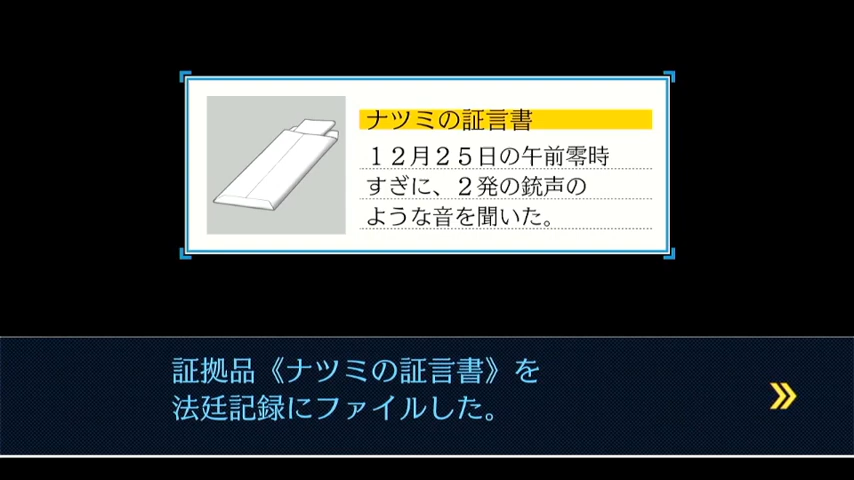 ナツミの証言書
１２月２５日の午前零時
すぎに、２発の銃声の
ような音を聞いた。
証拠品《ナツミの証言書》を
法廷記録にファイルした。